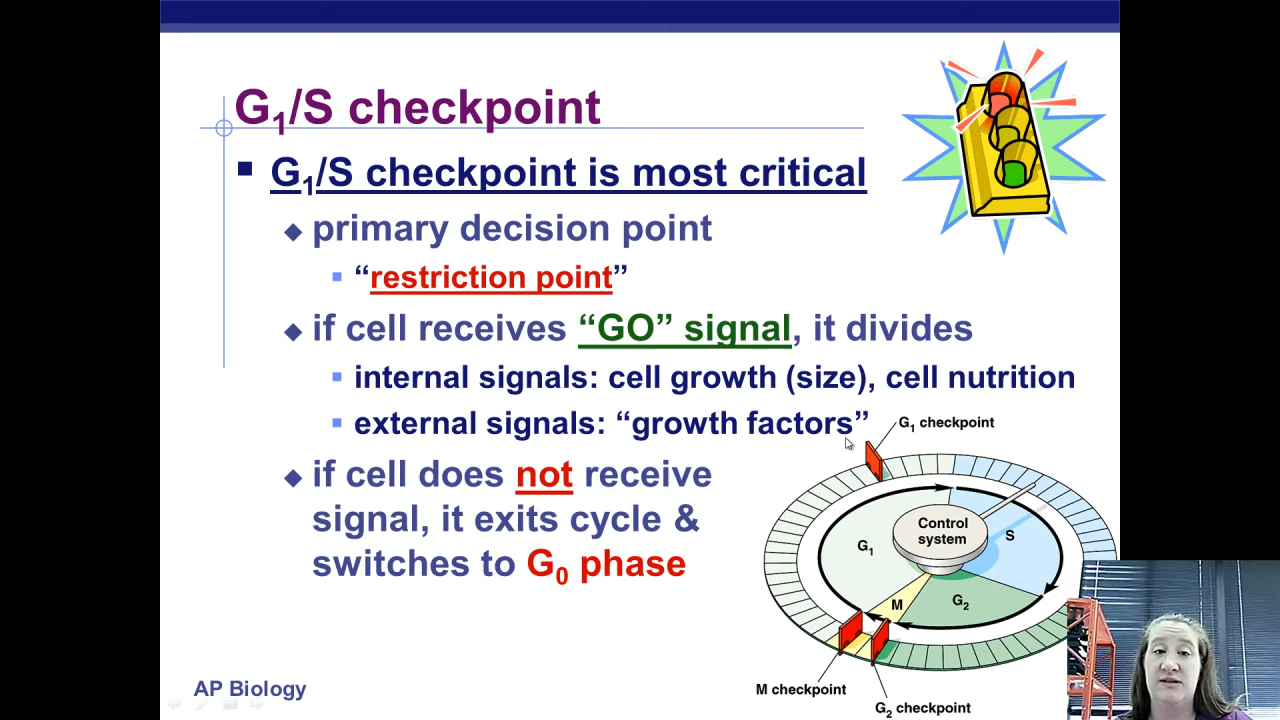 G₁/S checkpoint
G₁/S checkpoint is most critical
primary decision point
“restriction point”
if cell receives “GO” signal, it divides
internal signals: cell growth (size), cell nutrition
external signals: “growth factors”
if cell does not receive
signal, it exits cycle &
switches to G₀ phase
G₁ checkpoint
Control
system
G₁
S
M
G₂
M checkpoint
G₂ checkpoint
AP Biology